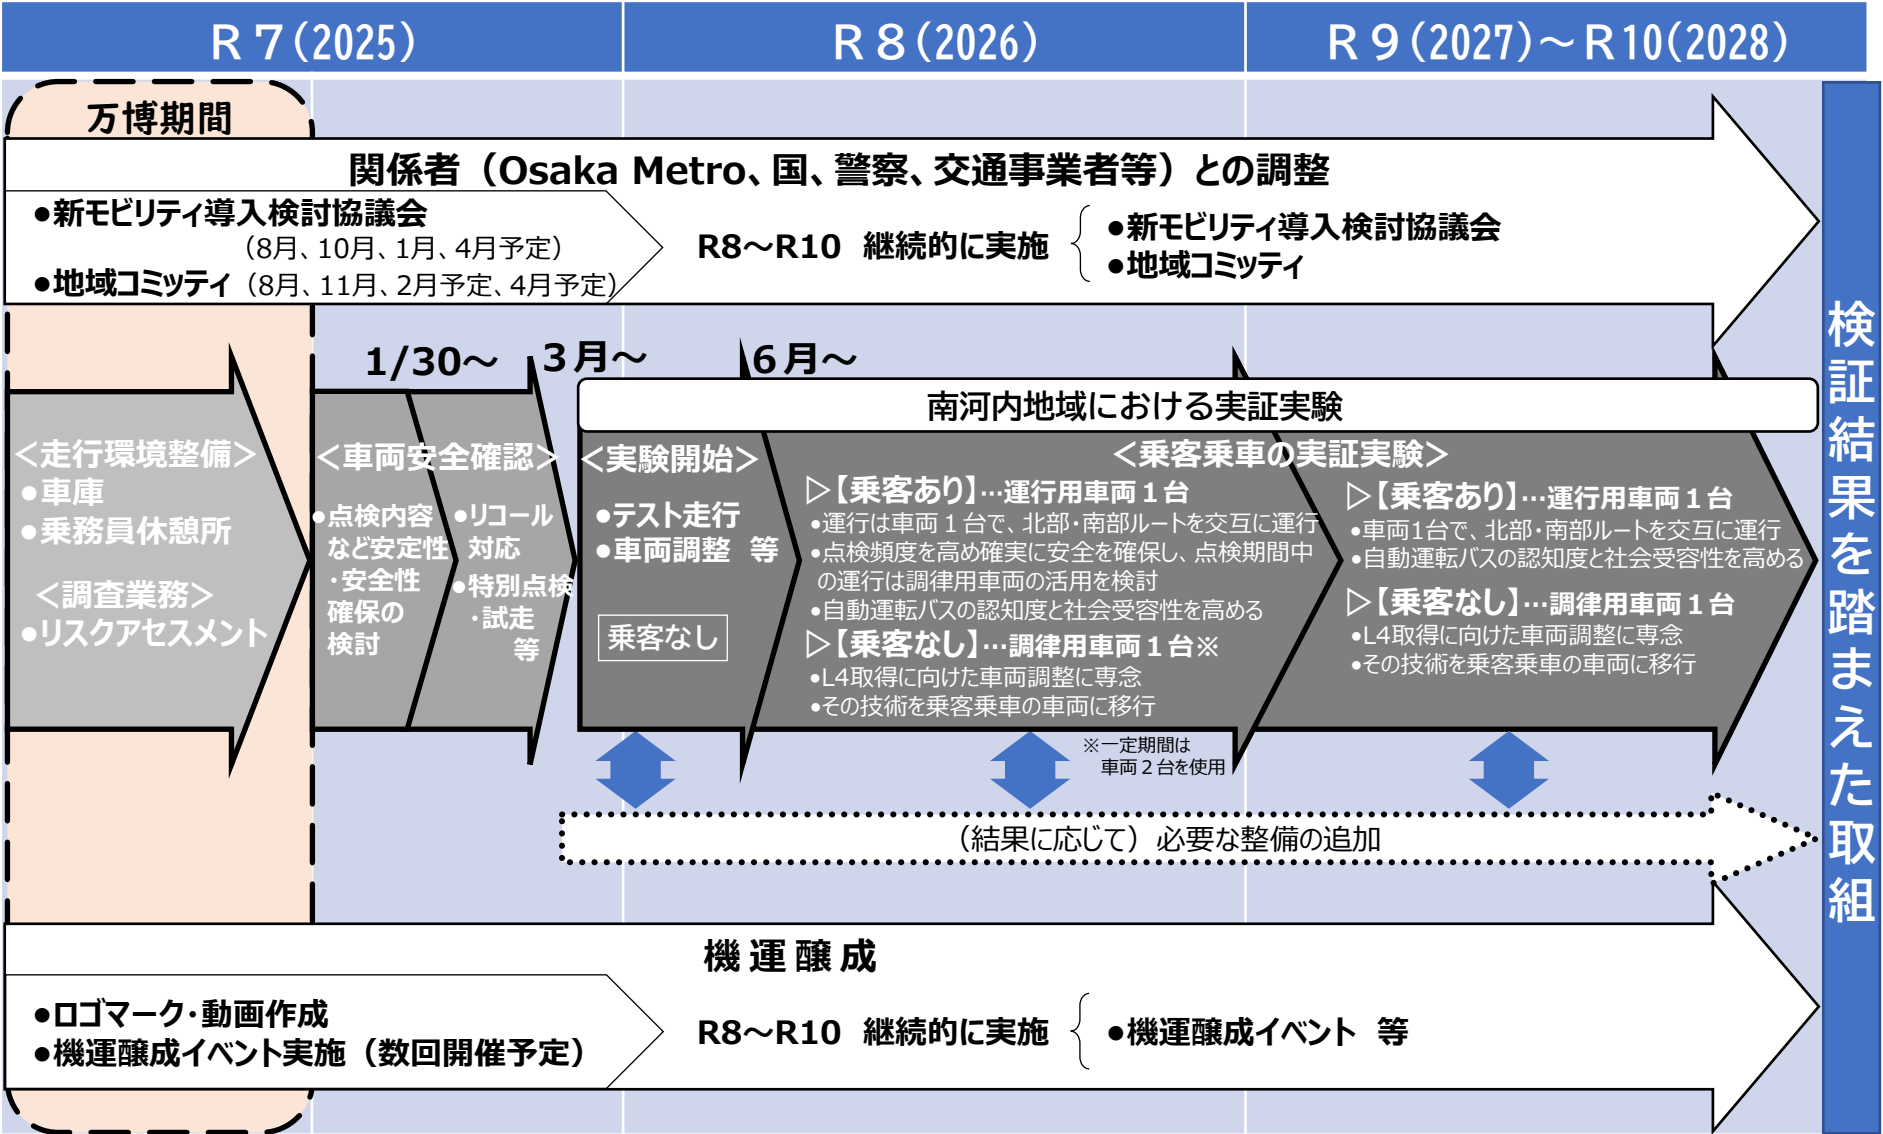 R７(2025)
R８(2026)
R９(2027)～R10(2028)
万博期間
関係者（Osaka Metro、国、警察、交通事業者等）との調整
●新モビリティ導入検討協議会
（8月、10月、1月、4月予定）
●地域コミッティ（8月、11月、2月予定、4月予定）
R8～R10 継続的に実施
●新モビリティ導入検討協議会
●地域コミッティ
1/30～
３月～
６月～
南河内地域における実証実験
＜走行環境整備＞
●車庫
●乗務員休憩所
＜調査業務＞
●リスクアセスメント
＜車両安全確認＞
●点検内容
など安定性
・安全性
確保の
検討
●リコール
対応
●特別点検
・試走
等
＜実験開始＞
●テスト走行
●車両調整 等
乗客なし
＜乗客乗車の実証実験＞
▷【乗客あり】…運行用車両１台
●運行は車両１台で、北部・南部ルートを交互に運行
●点検頻度を高め確実に安全を確保し、点検期間中
の運行は調律用車両の活用を検討
●自動運転バスの認知度と社会受容性を高める
▷【乗客なし】…調律用車両１台※
●L4取得に向けた車両調整に専念
●その技術を乗客乗車の車両に移行
▷【乗客あり】…運行用車両１台
●車両1台で、北部・南部ルートを交互に運行
●自動運転バスの認知度と社会受容性を高める
▷【乗客なし】…調律用車両１台
●L4取得に向けた車両調整に専念
●その技術を乗客乗車の車両に移行
※一定期間は
車両２台を使用
（結果に応じて）必要な整備の追加
機運醸成
●ロゴマーク・動画作成
●機運醸成イベント実施（数回開催予定）
R8～R10 継続的に実施
●機運醸成イベント 等
検証結果を踏まえた取組